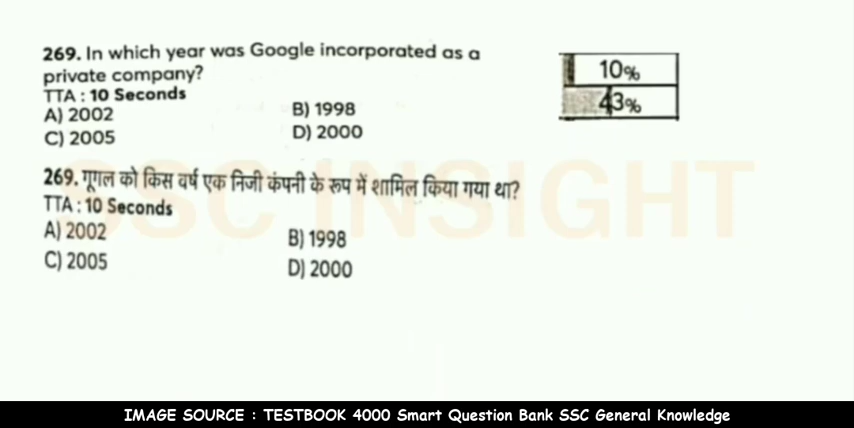 269. In which year was Google incorporated as a
private company?
TTA : 10 Seconds
A) 2002
B) 1998
C) 2005
D) 2000
10%
43%
269. गूगल को किस वर्ष एक निजी कंपनी के रूप में शामिल किया गया था?
TTA : 10 Seconds
A) 2002
B) 1998
C) 2005
D) 2000
SSC INSIGHT
IMAGE SOURCE : TESTBOOK 4000 Smart Question Bank SSC General Knowledge